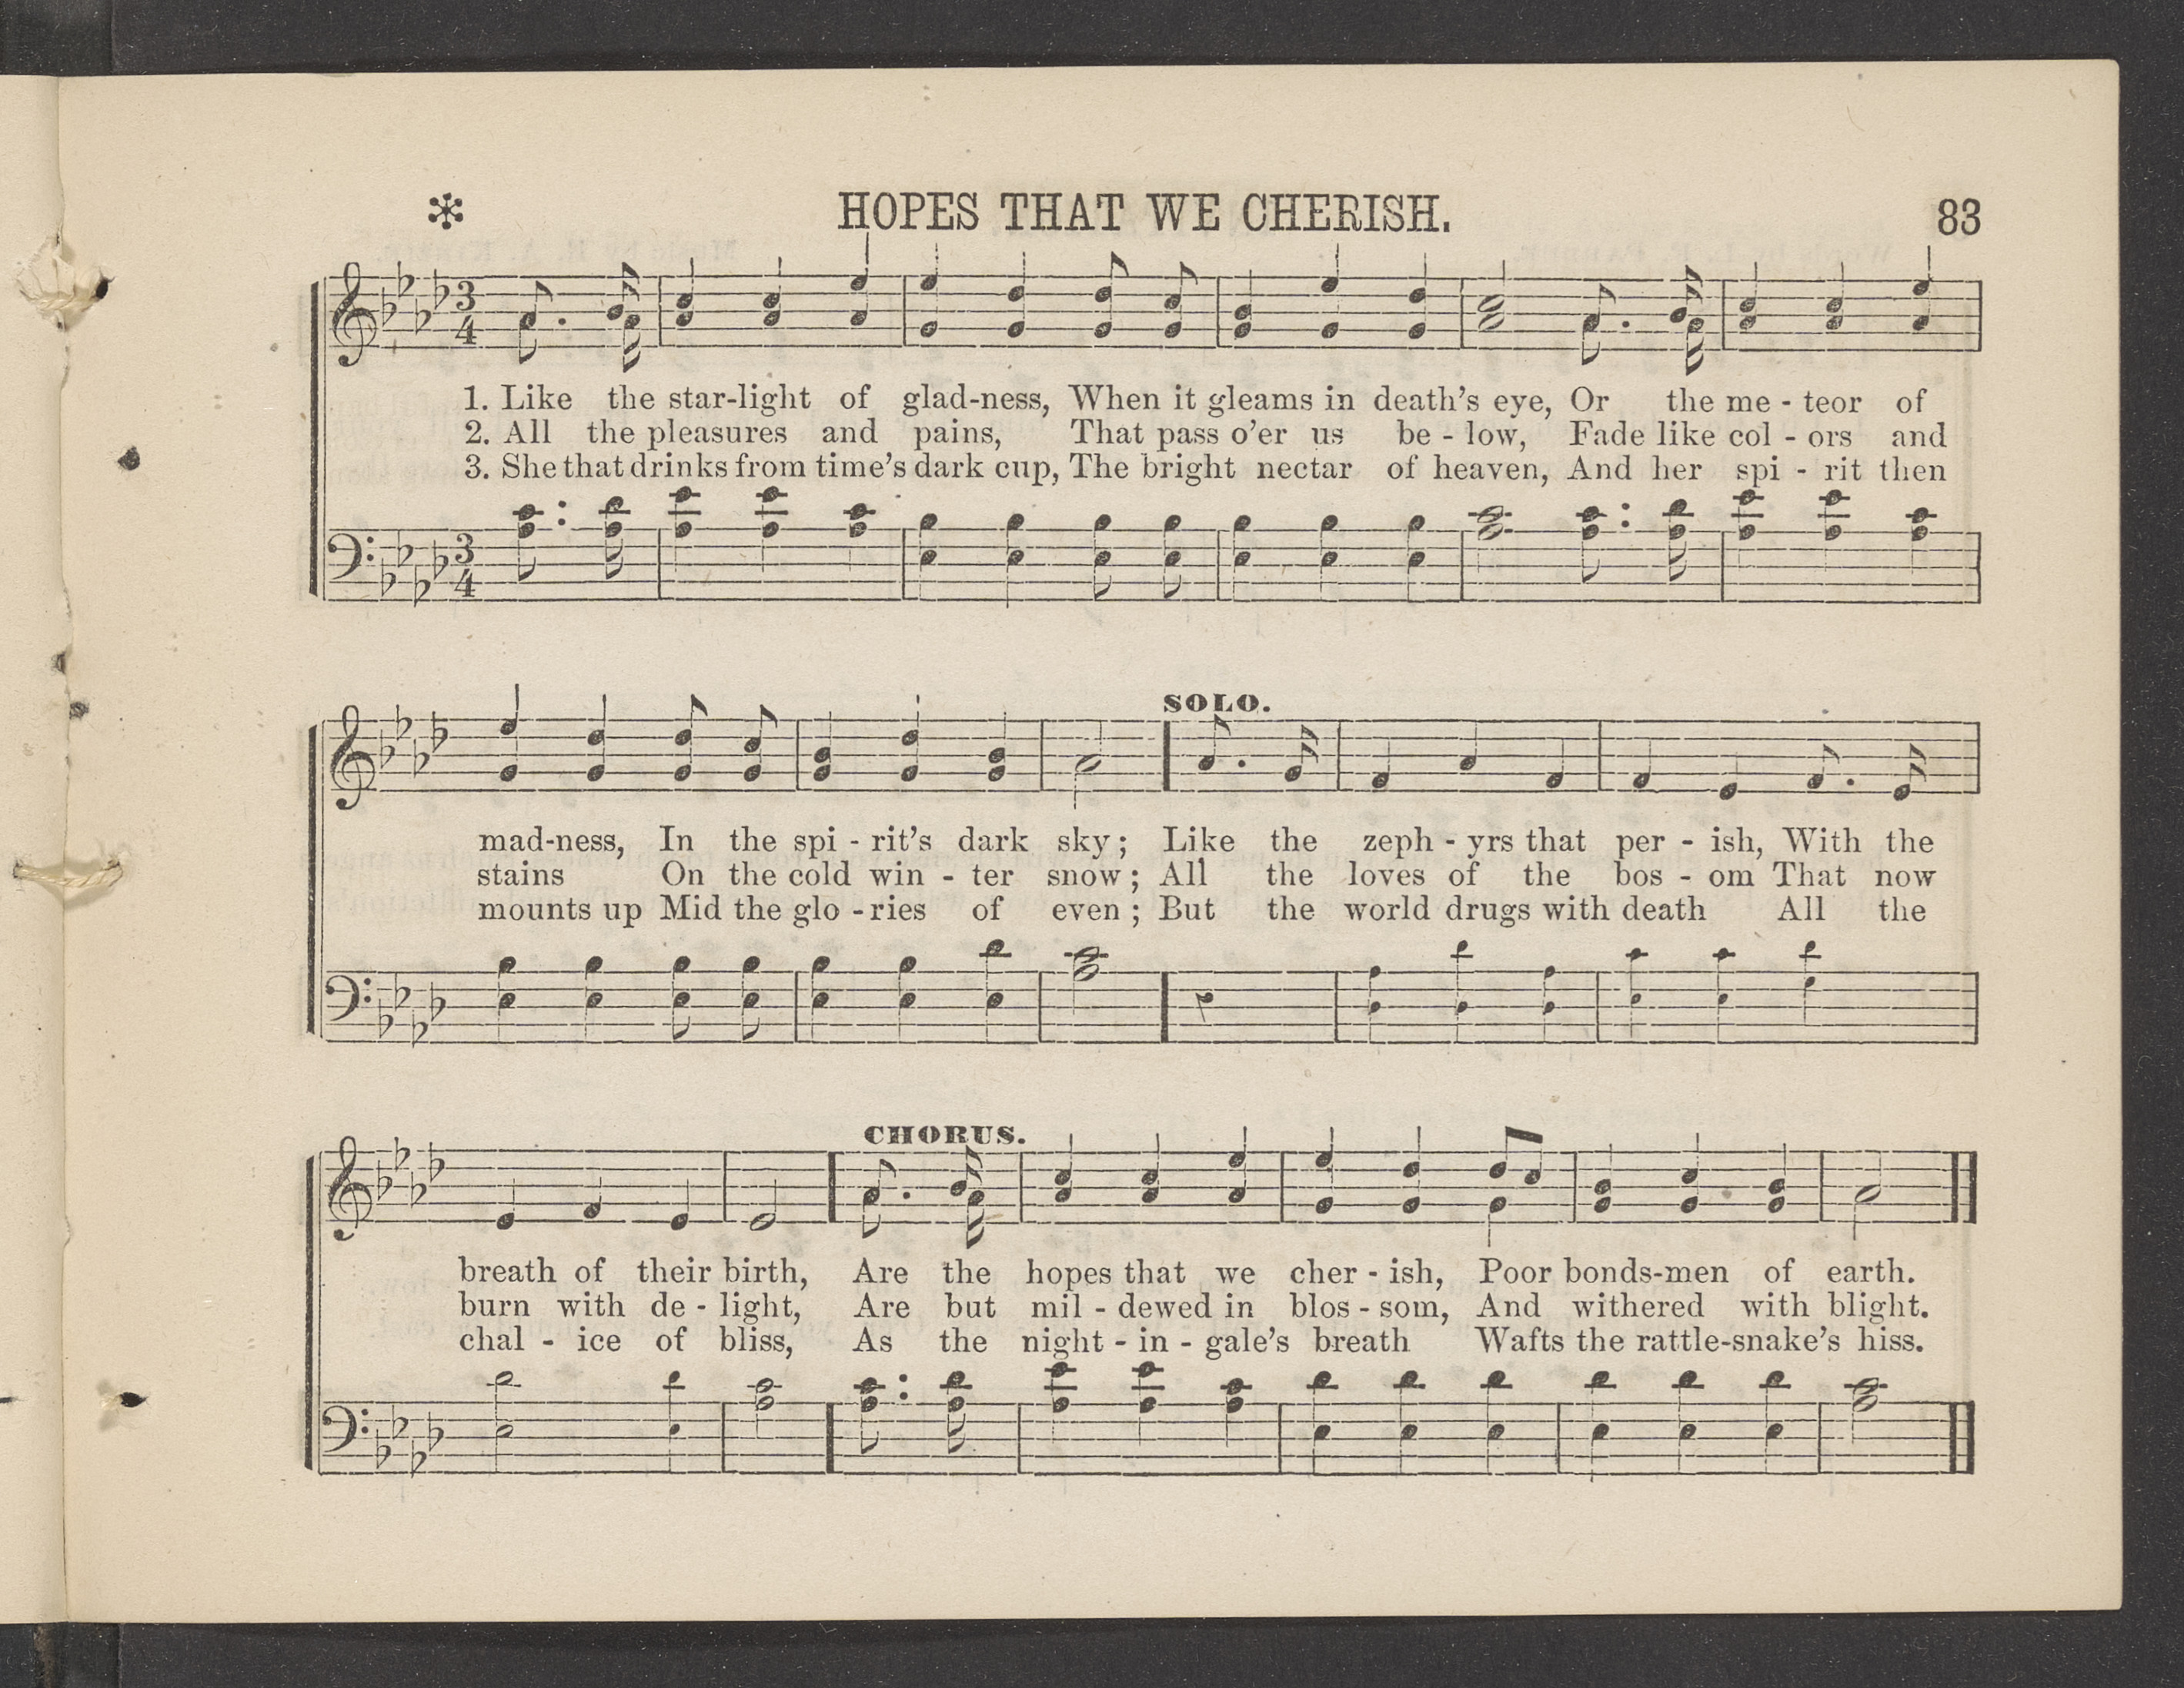 HOPES THAT WE CHERISH. 83
3 4
1. Like the star-light of glad-ness, When it gleams in death's eye, Or the me - teor of
2. All the pleasures and pains, That pass o'er us be - low, Fade like col - ors and
3. She that drinks from time's dark cup, The bright nectar of heaven, And her spi - rit then
3 4
SOLO.
mad-ness, In the spi - rit's dark sky; Like the zeph - yrs that per - ish, With the
stains On the cold win - ter snow; All the loves of the bos - om That now
mounts up Mid the glo - ries of even; But the world drugs with death All the
CHORUS.
breath of their birth, Are the hopes that we cher - ish, Poor bonds-men of earth.
burn with de - light, Are but mil - dewed in blos - som, And withered with blight.
chal - ice of bliss, As the night - in - gale's breath Wafts the rattle-snake's hiss.